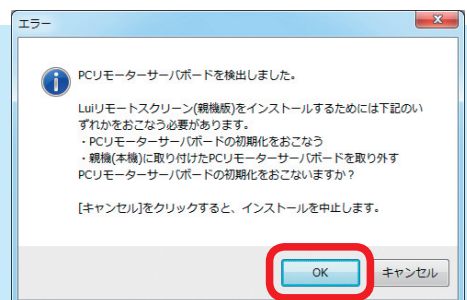 エラー
PCリモーターサーバボードを検出しました。
Luiリモートスクリーン(親機版)をインストールするためには下記のい
ずれかをおこなう必要があります。
・PCリモーターサーバボードの初期化をおこなう
・親機(本機)に取り付けたPCリモーターサーバボードを取り外す
PCリモーターサーバボードの初期化をおこないますか？
[キャンセル]をクリックすると、インストールを中止します。
OK
キャンセル